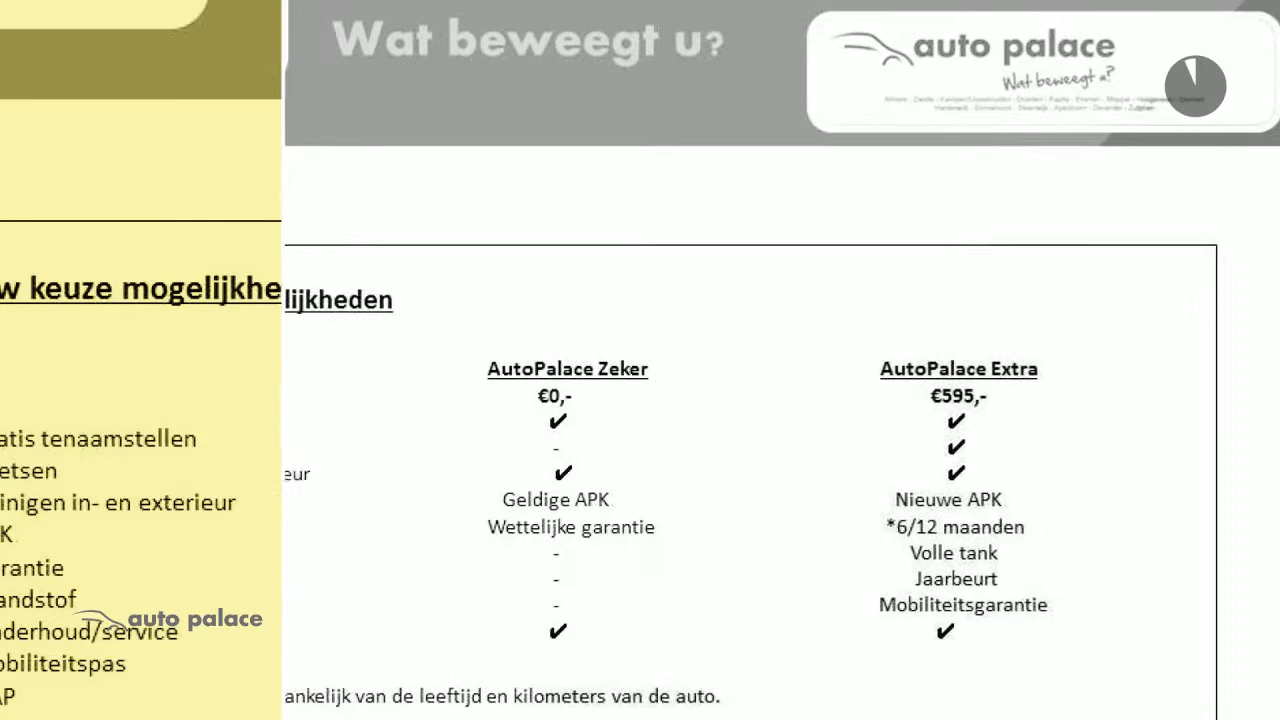 Wat beweegt u?
auto palace
Wat beweegt u?
w keuze mogelijkhe
lijkheden
AutoPalace Zeker
AutoPalace Extra
€0,-
€595,-
✔
✔
atis tenaamstellen
-
✔
etsen
eur
✔
✔
inigen in- en exterieur
Geldige APK
Nieuwe APK
K
Wettelijke garantie
*6/12 maanden
rantie
-
Volle tank
andstof
-
Jaarbeurt
auto palace
-
Mobiliteitsgarantie
nderhoud/service
✔
✔
obiliteitspas
AP
ankelijk van de leeftijd en kilometers van de auto.